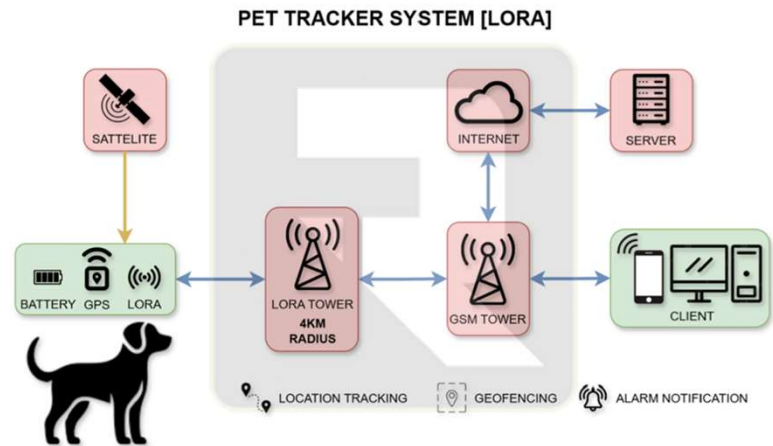 PET TRACKER SYSTEM [LORA]
SATTELITE
INTERNET
SERVER
BATTERY GPS LORA
LORA TOWER
4KM
RADIUS
GSM TOWER
CLIENT
LOCATION TRACKING
GEOFENCING
ALARM NOTIFICATION